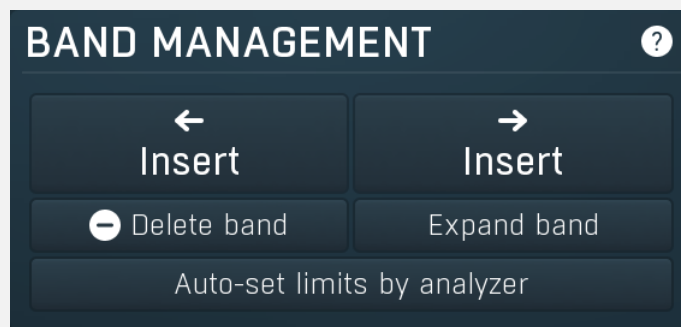 BAND MANAGEMENT ?
← →
Insert Insert
Delete band Expand band
Auto-set limits by analyzer